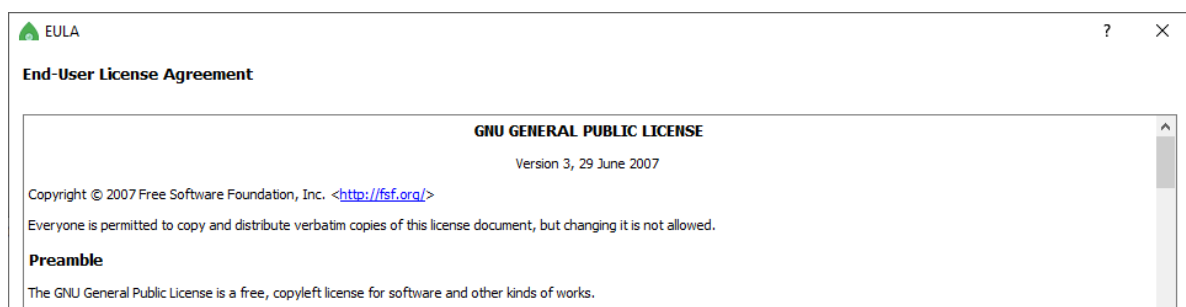 EULA
End-User License Agreement
GNU GENERAL PUBLIC LICENSE
Version 3, 29 June 2007
Copyright © 2007 Free Software Foundation, Inc. <http://fsf.org/>
Everyone is permitted to copy and distribute verbatim copies of this license document, but changing it is not allowed.
Preamble
The GNU General Public License is a free, copyleft license for software and other kinds of works.